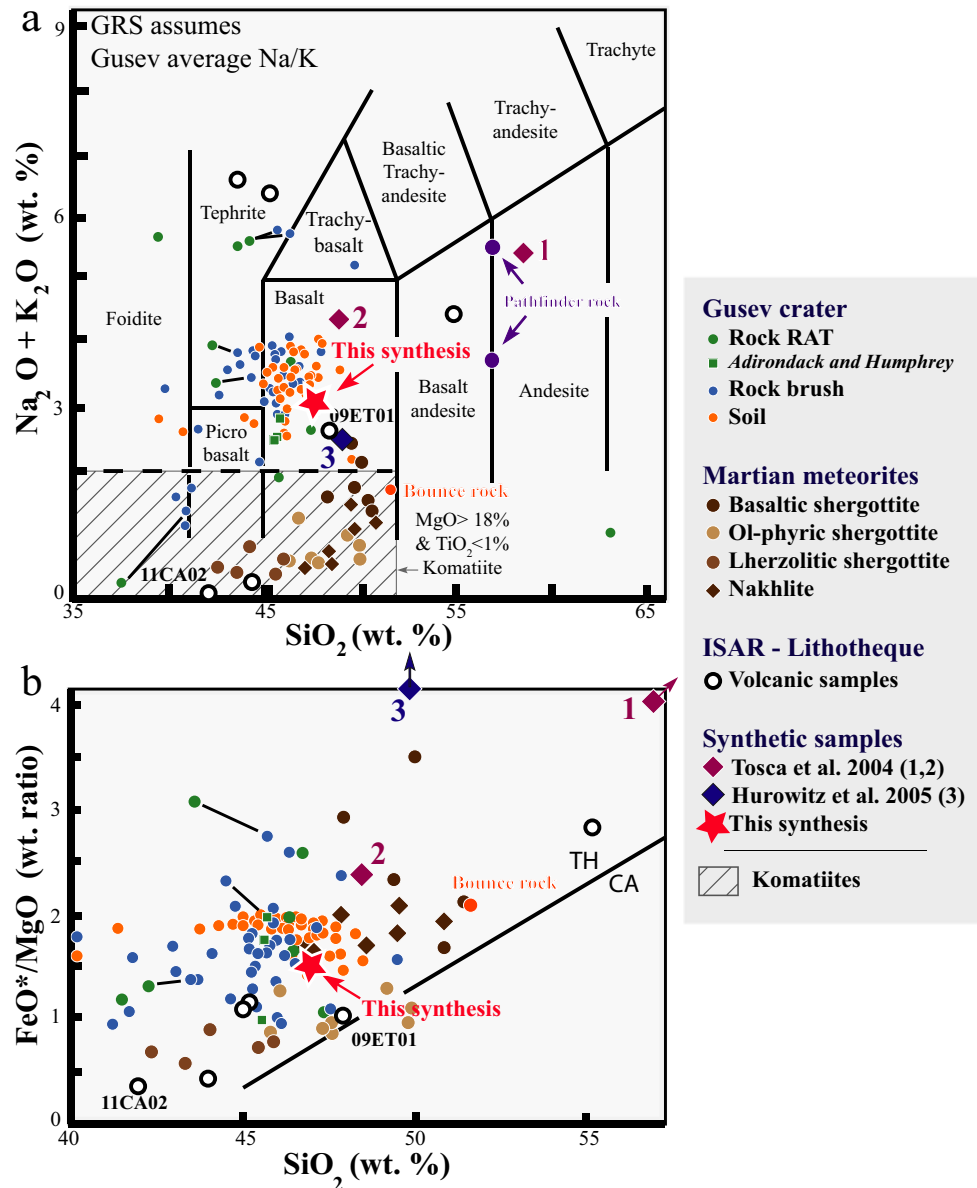 a
GRS assumes
Gusev average Na/K
9
6
3
0
Na2O + K2O (wt. %)
Foidite
Tephrite
Picro
basalt
Basalt
Trachy-
basalt
Basaltic
Trachy-
andesite
Trachy-
andesite
Trachyte
Basalt
andesite
Andesite
1
2
3
Pathfinder rock
This synthesis
09ET01
Bounce rock
MgO> 18%
& TiO2<1%
Komatiite
11CA02
35
45
55
65
SiO2 (wt. %)
b
4
3
2
1
0
FeO*/MgO (wt. ratio)
3
1
2
TH
CA
Bounce rock
This synthesis
09ET01
11CA02
40
45
50
55
SiO2 (wt. %)
Gusev crater
Rock RAT
Adirondack and Humphrey
Rock brush
Soil
Martian meteorites
Basaltic shergottite
Ol-phyric shergottite
Lherzolitic shergottite
Nakhlite
ISAR - Lithotheque
Volcanic samples
Synthetic samples
Tosca et al. 2004 (1,2)
Hurowitz et al. 2005 (3)
This synthesis
Komatiites